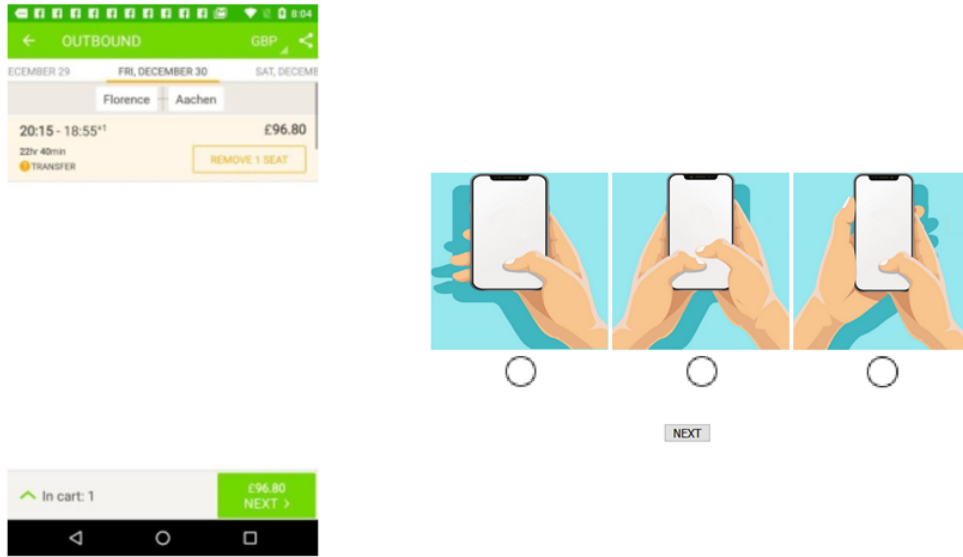 8:04
OUTBOUND GBP
ECEMBER 29 FRI, DECEMBER 30 SAT, DECEME
Florence Aachen
20:15 - 18:55+1 £96.80
22hr 40min
TRANSFER
REMOVE 1 SEAT
In cart: 1
£96.80
NEXT >
NEXT